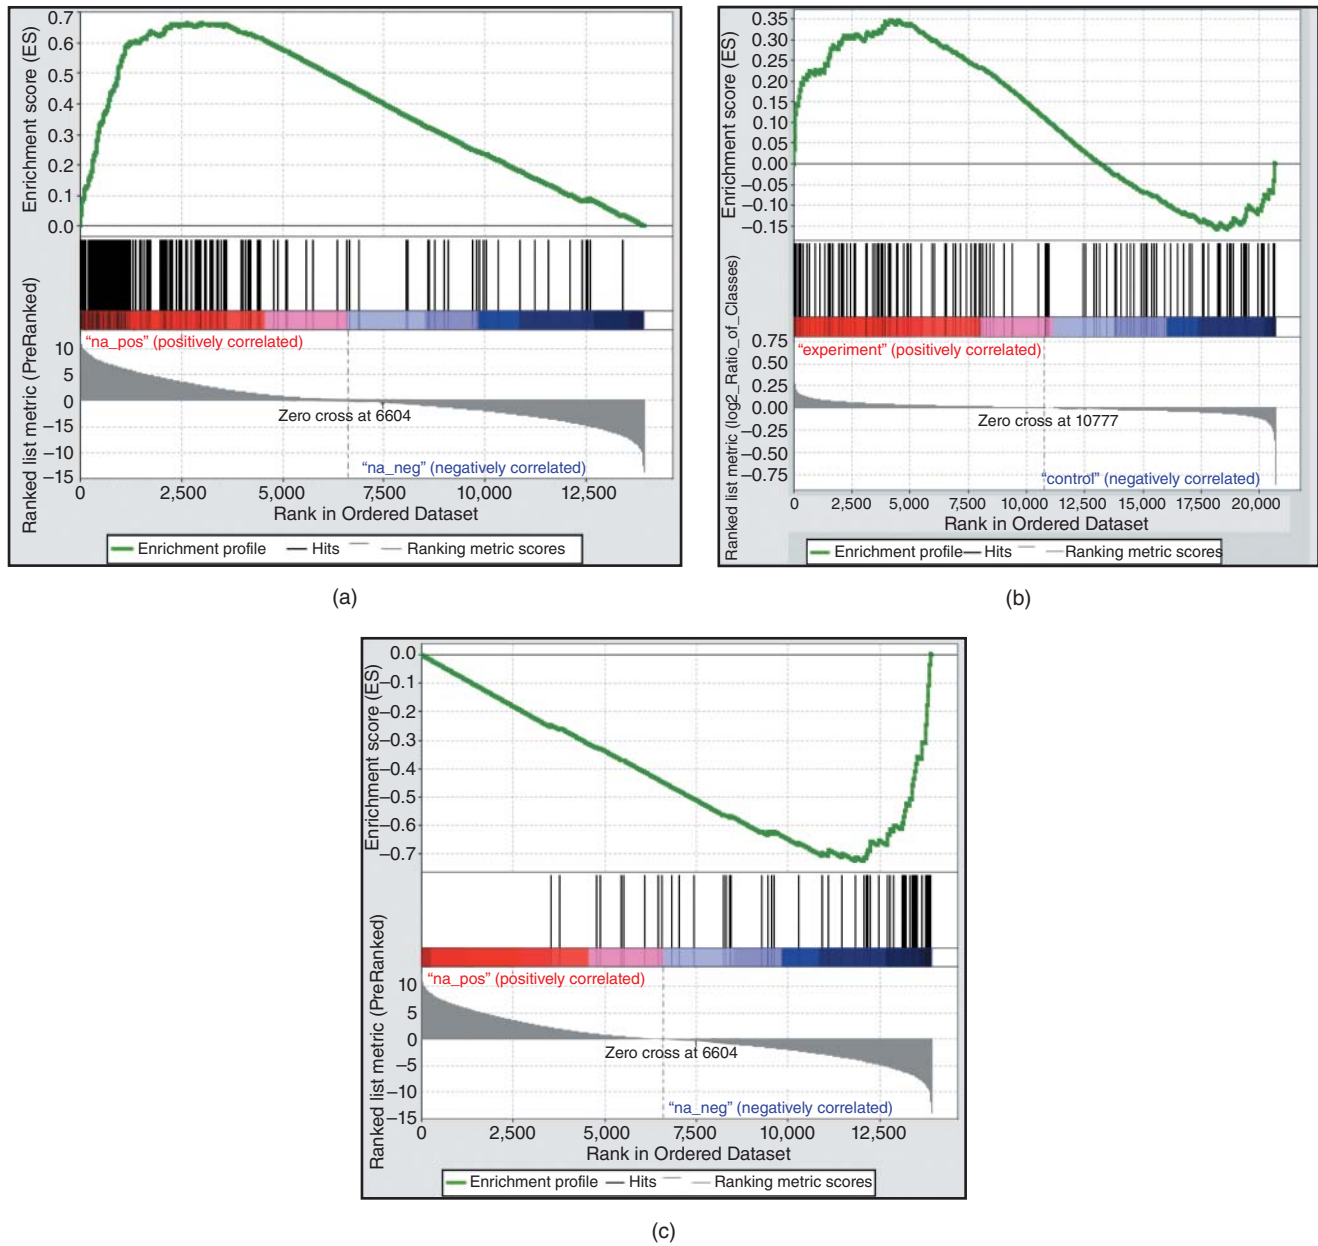 0.7
0.6
0.5
0.4
0.3
0.2
0.1
0.0
Enrichment score (ES)
"na_pos" (positively correlated)
10
5
0
–15
–10
–15
Zero cross at 6604
"na_neg" (negatively correlated)
Ranked list metric (PreRanked)
0 2,500 5,000 7,500 10,000 12,500
Rank in Ordered Dataset
Enrichment profile Hits Ranking metric scores
(a)
0.35
0.30
0.25
0.20
0.15
0.10
0.05
0.00
–0.05
–0.10
–0.15
Enrichment score (ES)
0.75
"experiment" (positively correlated)
0.50
0.25
0.00
–0.25
–0.50
–0.75
Zero cross at 10777
"control" (negatively correlated)
Ranked list metric (log2_Ratio_of_Classes)
0 2,500 5,000 7,500 10,000 12,500 15,000 17,500 20,000
Rank in Ordered Dataset
Enrichment profile Hits Ranking metric scores
(b)
0.0
–0.1
–0.2
–0.3
–0.4
–0.5
–0.6
–0.7
Enrichment score (ES)
"na_pos" (positively correlated)
10
5
0
–5
–10
–15
Zero cross at 6604
"na_neg" (negatively correlated)
Ranked list metric (PreRanked)
0 2,500 5,000 7,500 10,000 12,500
Rank in Ordered Dataset
Enrichment profile Hits Ranking metric scores
(c)